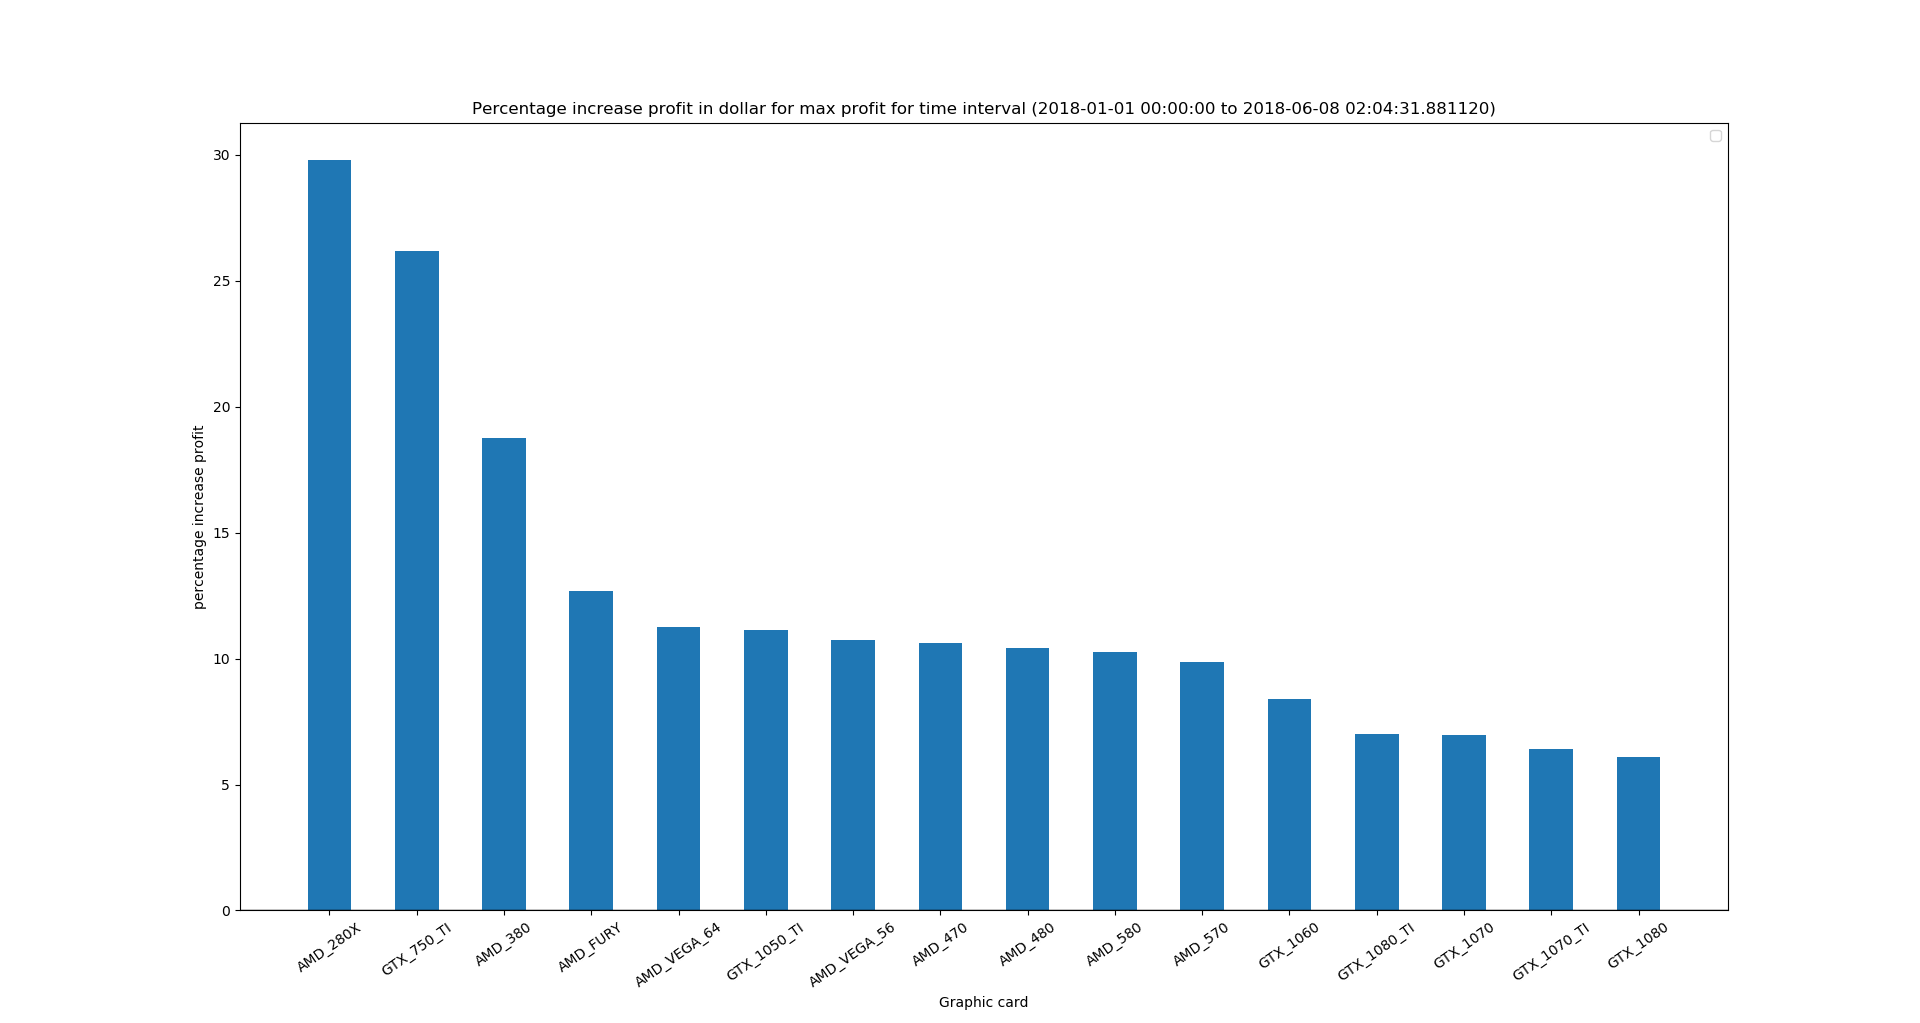 Percentage increase profit in dollar for max profit for time interval (2018-01-01 00:00:00 to 2018-06-08 02:04:31.881120)
30
25
20
15
10
5
0
percentage increase profit
AMD_280X
GTX_750_TI
AMD_380
AMD_FURY
AMD_VEGA_64
GTX_1050_TI
AMD_VEGA_56
AMD_470
AMD_480
AMD_580
AMD_570
GTX_1060
GTX_1080_TI
GTX_1070
GTX_1070_TI
GTX_1080
Graphic card